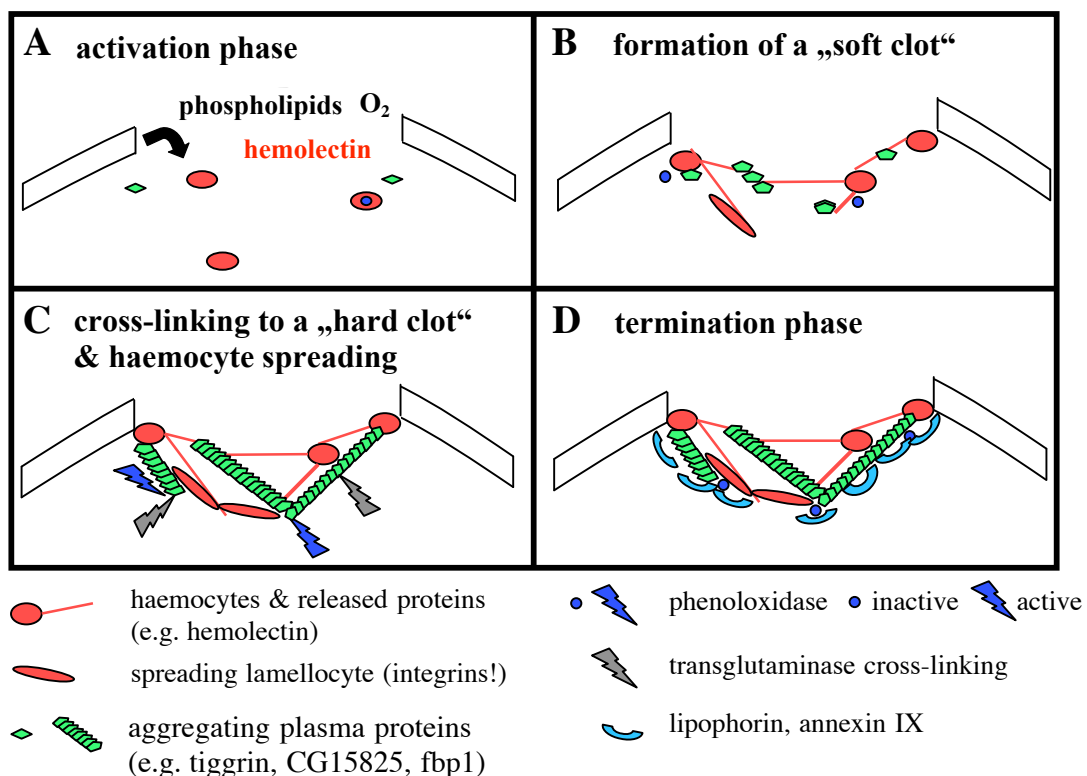 A activation phase
phospholipids O₂
hemolectin
B formation of a „soft clot“
C cross-linking to a „hard clot“
& haemocyte spreading
D termination phase
haemocytes & released proteins
(e.g. hemolectin)
spreading lamellocyte (integrins!)
aggregating plasma proteins
(e.g. tiggrin, CG15825, fbp1)
phenoloxidase inactive active
transglutaminase cross-linking
lipophorin, annexin IX